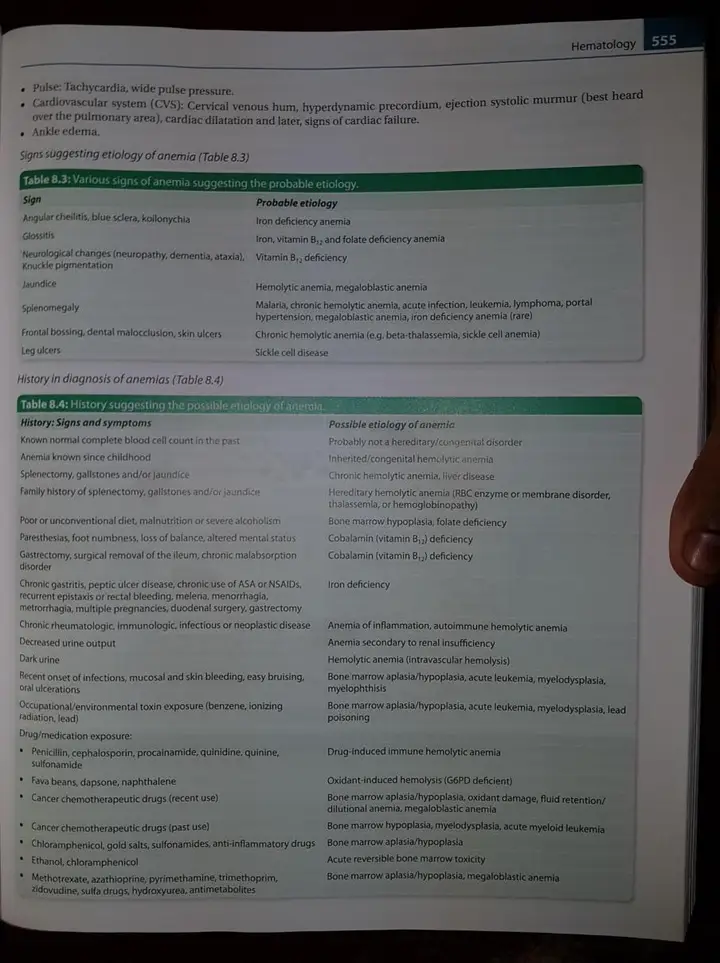 Hematology 555
• Pulse: Tachycardia, wide pulse pressure.
• Cardiovascular system (CVS): Cervical venous hum, hyperdynamic precordium, ejection systolic murmur (best heard
over the pulmonary area), cardiac dilatation and later, signs of cardiac failure.
• Ankle edema.
Signs suggesting etiology of anemia (Table 8.3)
Table 8.3: Various signs of anemia suggesting the probable etiology.
Sign Probable etiology
Angular cheilitis, blue sclera, koilonychia Iron deficiency anemia
Glossitis Iron, vitamin B₁₂ and folate deficiency anemia
Neurological changes (neuropathy, dementia, ataxia), Vitamin B₁₂ deficiency
Knuckle pigmentation
Jaundice Hemolytic anemia, megaloblastic anemia
Splenomegaly Malaria, chronic hemolytic anemia, acute infection, leukemia, lymphoma, portal
hypertension, megaloblastic anemia, iron deficiency anemia (rare)
Frontal bossing, dental malocclusion, skin ulcers Chronic hemolytic anemia (e.g. beta-thalassemia, sickle cell anemia)
Leg ulcers Sickle cell disease
History in diagnosis of anemias (Table 8.4)
Table 8.4: History suggesting the possible etiology of anemia.
History: Signs and symptoms Possible etiology of anemia
Known normal complete blood cell count in the past Probably not a hereditary/congenital disorder
Anemia known since childhood Inherited/congenital hemolytic anemia
Splenectomy, gallstones and/or jaundice Chronic hemolytic anemia, liver disease
Family history of splenectomy, gallstones and/or jaundice Hereditary hemolytic anemia (RBC enzyme or membrane disorder,
thalassemia, or hemoglobinopathy)
Poor or unconventional diet, malnutrition or severe alcoholism Bone marrow hypoplasia, folate deficiency
Paresthesias, foot numbness, loss of balance, altered mental status Cobalamin (vitamin B₁₂) deficiency
Gastrectomy, surgical removal of the ileum, chronic malabsorption Cobalamin (vitamin B₁₂) deficiency
disorder
Chronic gastritis, peptic ulcer disease, chronic use of ASA or NSAIDs, Iron deficiency
recurrent epistaxis or rectal bleeding, melena, menorrhagia,
metrorrhagia, multiple pregnancies, duodenal surgery, gastrectomy
Chronic rheumatologic, immunologic, infectious or neoplastic disease Anemia of inflammation, autoimmune hemolytic anemia
Decreased urine output Anemia secondary to renal insufficiency
Dark urine Hemolytic anemia (intravascular hemolysis)
Recent onset of infections, mucosal and skin bleeding, easy bruising, Bone marrow aplasia/hypoplasia, acute leukemia, myelodysplasia,
oral ulcerations myelophthisis
Occupational/environmental toxin exposure (benzene, ionizing Bone marrow aplasia/hypoplasia, acute leukemia, myelodysplasia, lead
radiation, lead) poisoning
Drug/medication exposure:
• Penicillin, cephalosporin, procainamide, quinidine, quinine, Drug-induced immune hemolytic anemia
sulfonamide
• Fava beans, dapsone, naphthalene Oxidant-induced hemolysis (G6PD deficient)
• Cancer chemotherapeutic drugs (recent use) Bone marrow aplasia/hypoplasia, oxidant damage, fluid retention/
dilutional anemia, megaloblastic anemia
• Cancer chemotherapeutic drugs (past use) Bone marrow hypoplasia, myelodysplasia, acute myeloid leukemia
• Chloramphenicol, gold salts, sulfonamides, anti-inflammatory drugs Bone marrow aplasia/hypoplasia
• Ethanol, chloramphenicol Acute reversible bone marrow toxicity
• Methotrexate, azathioprine, pyrimethamine, trimethoprim, Bone marrow aplasia/hypoplasia, megaloblastic anemia
zidovudine, sulfa drugs, hydroxyurea, antimetabolites